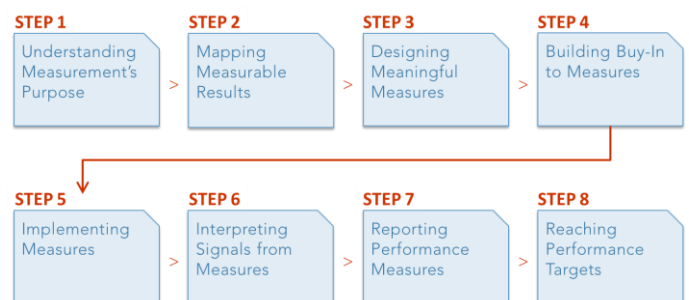 STEP 1
Understanding
Measurement's
Purpose
>
STEP 2
Mapping
Measurable
Results
>
STEP 3
Designing
Meaningful
Measures
>
STEP 4
Building Buy-In
to Measures
STEP 5
Implementing
Measures
>
STEP 6
Interpreting
Signals from
Measures
>
STEP 7
Reporting
Performance
Measures
>
STEP 8
Reaching
Performance
Targets